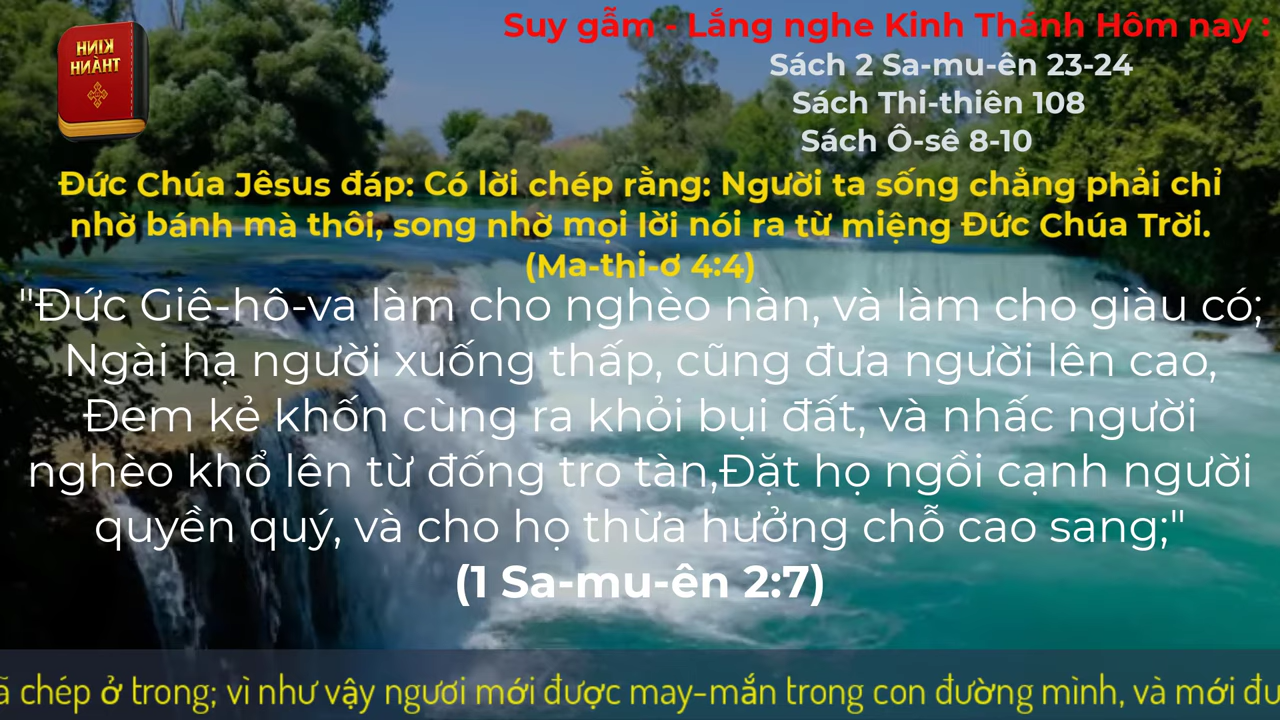 KINH
THÁNH
Suy gẫm - Lắng nghe Kinh Thánh Hôm nay :
Sách 2 Sa-mu-ên 23-24
Sách Thi-thiên 108
Sách Ô-sê 8-10
Đức Chúa Jêsus đáp: Có lời chép rằng: Người ta sống chẳng phải chỉ
nhờ bánh mà thôi, song nhờ mọi lời nói ra từ miệng Đức Chúa Trời.
(Ma-thi-ơ 4:4)
"Đức Giê-hô-va làm cho nghèo nàn, và làm cho giàu có;
Ngài hạ người xuống thấp, cũng đưa người lên cao,
Đem kẻ khốn cùng ra khỏi bụi đất, và nhấc người
nghèo khổ lên từ đống tro tàn,Đặt họ ngồi cạnh người
quyền quý, và cho họ thừa hưởng chỗ cao sang;"
(1 Sa-mu-ên 2:7)
chép ở trong; vì như vậy ngươi mới được may-mắn trong con đường mình, và mới